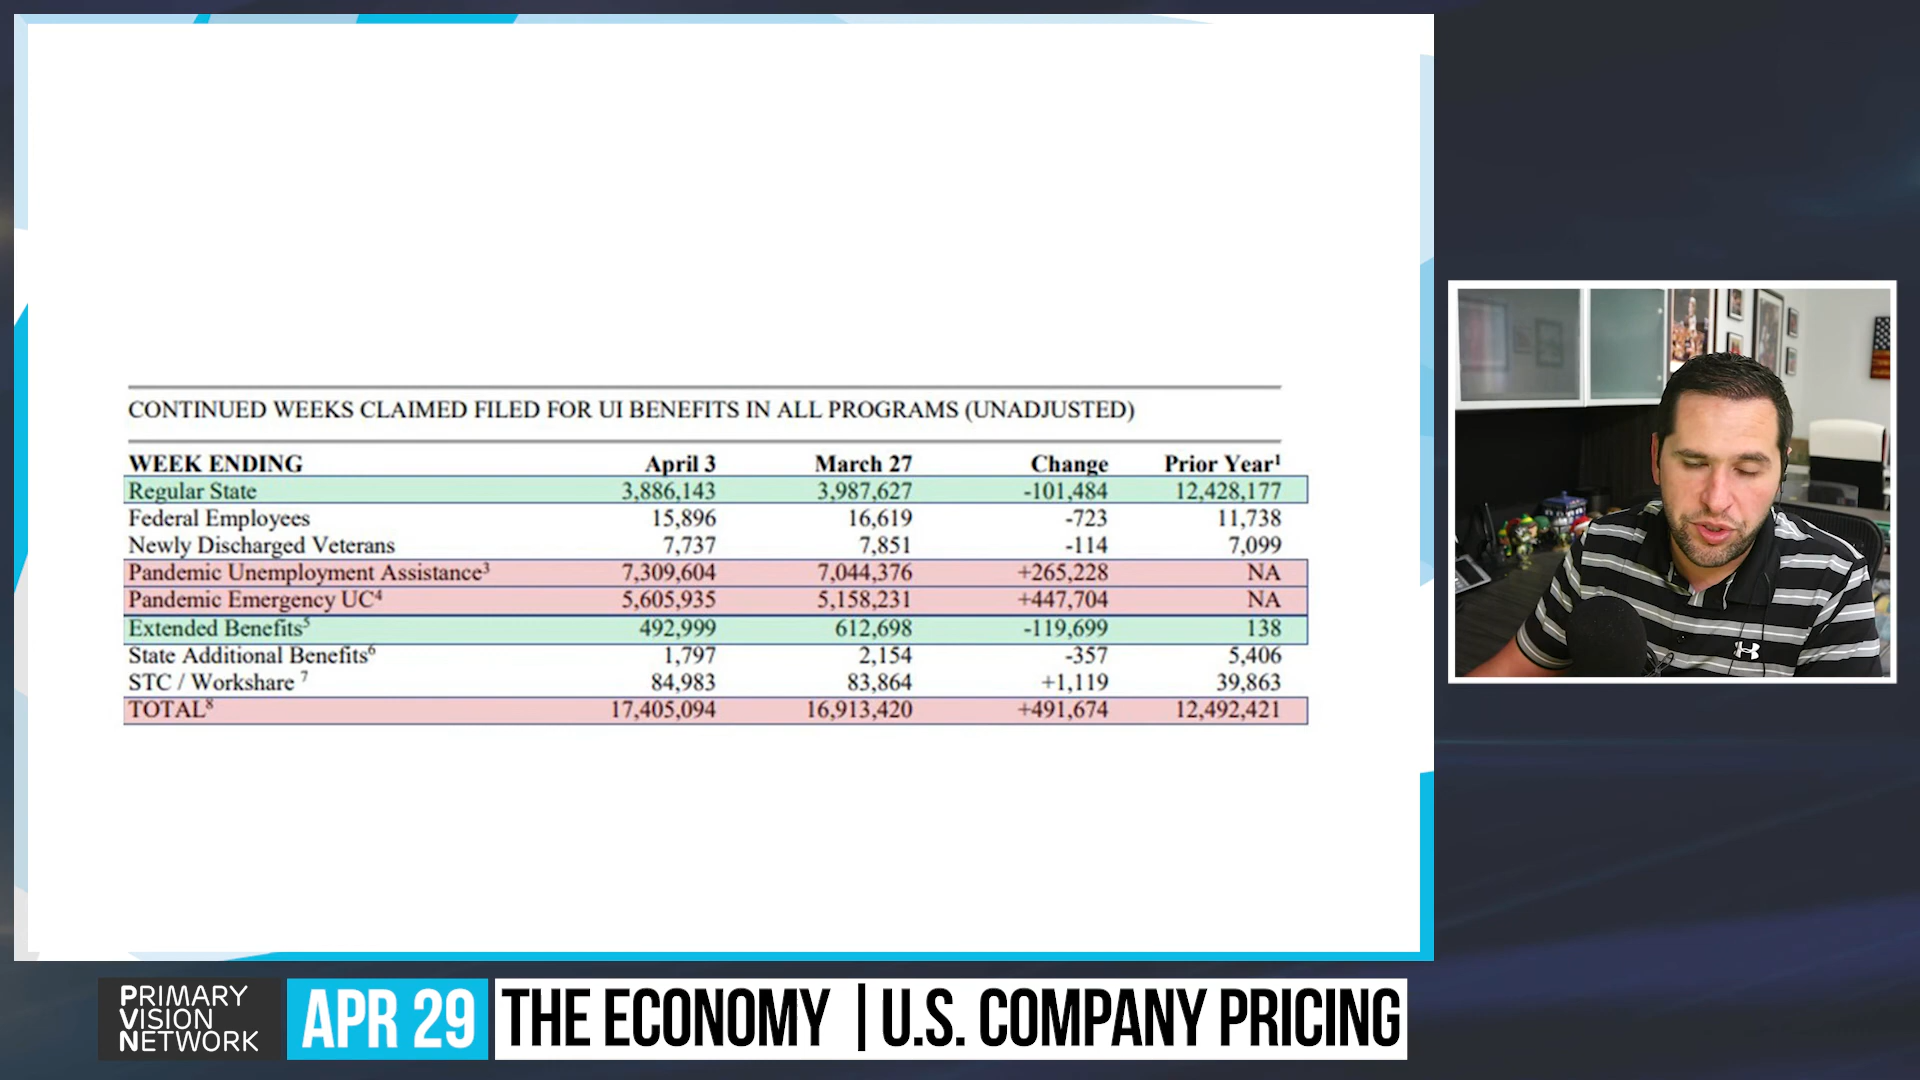 CONTINUED WEEKS CLAIMED FILED FOR UI BENEFITS IN ALL PROGRAMS (UNADJUSTED)
WEEK ENDING April 3 March 27 Change Prior Year¹
Regular State 3,886,143 3,987,627 -101,484 12,428,177
Federal Employees 15,896 16,619 -723 11,738
Newly Discharged Veterans 7,737 7,851 -114 7,099
Pandemic Unemployment Assistance³ 7,309,604 7,044,376 +265,228 NA
Pandemic Emergency UC⁴ 5,605,935 5,158,231 +447,704 NA
Extended Benefits⁵ 492,999 612,698 -119,699 138
State Additional Benefits⁶ 1,797 2,154 -357 5,406
STC / Workshare ⁷ 84,983 83,864 +1,119 39,863
TOTAL⁸ 17,405,094 16,913,420 +491,674 12,492,421
PRIMARY
VISION
NETWORK
APR 29
THE ECONOMY | U.S. COMPANY PRICING